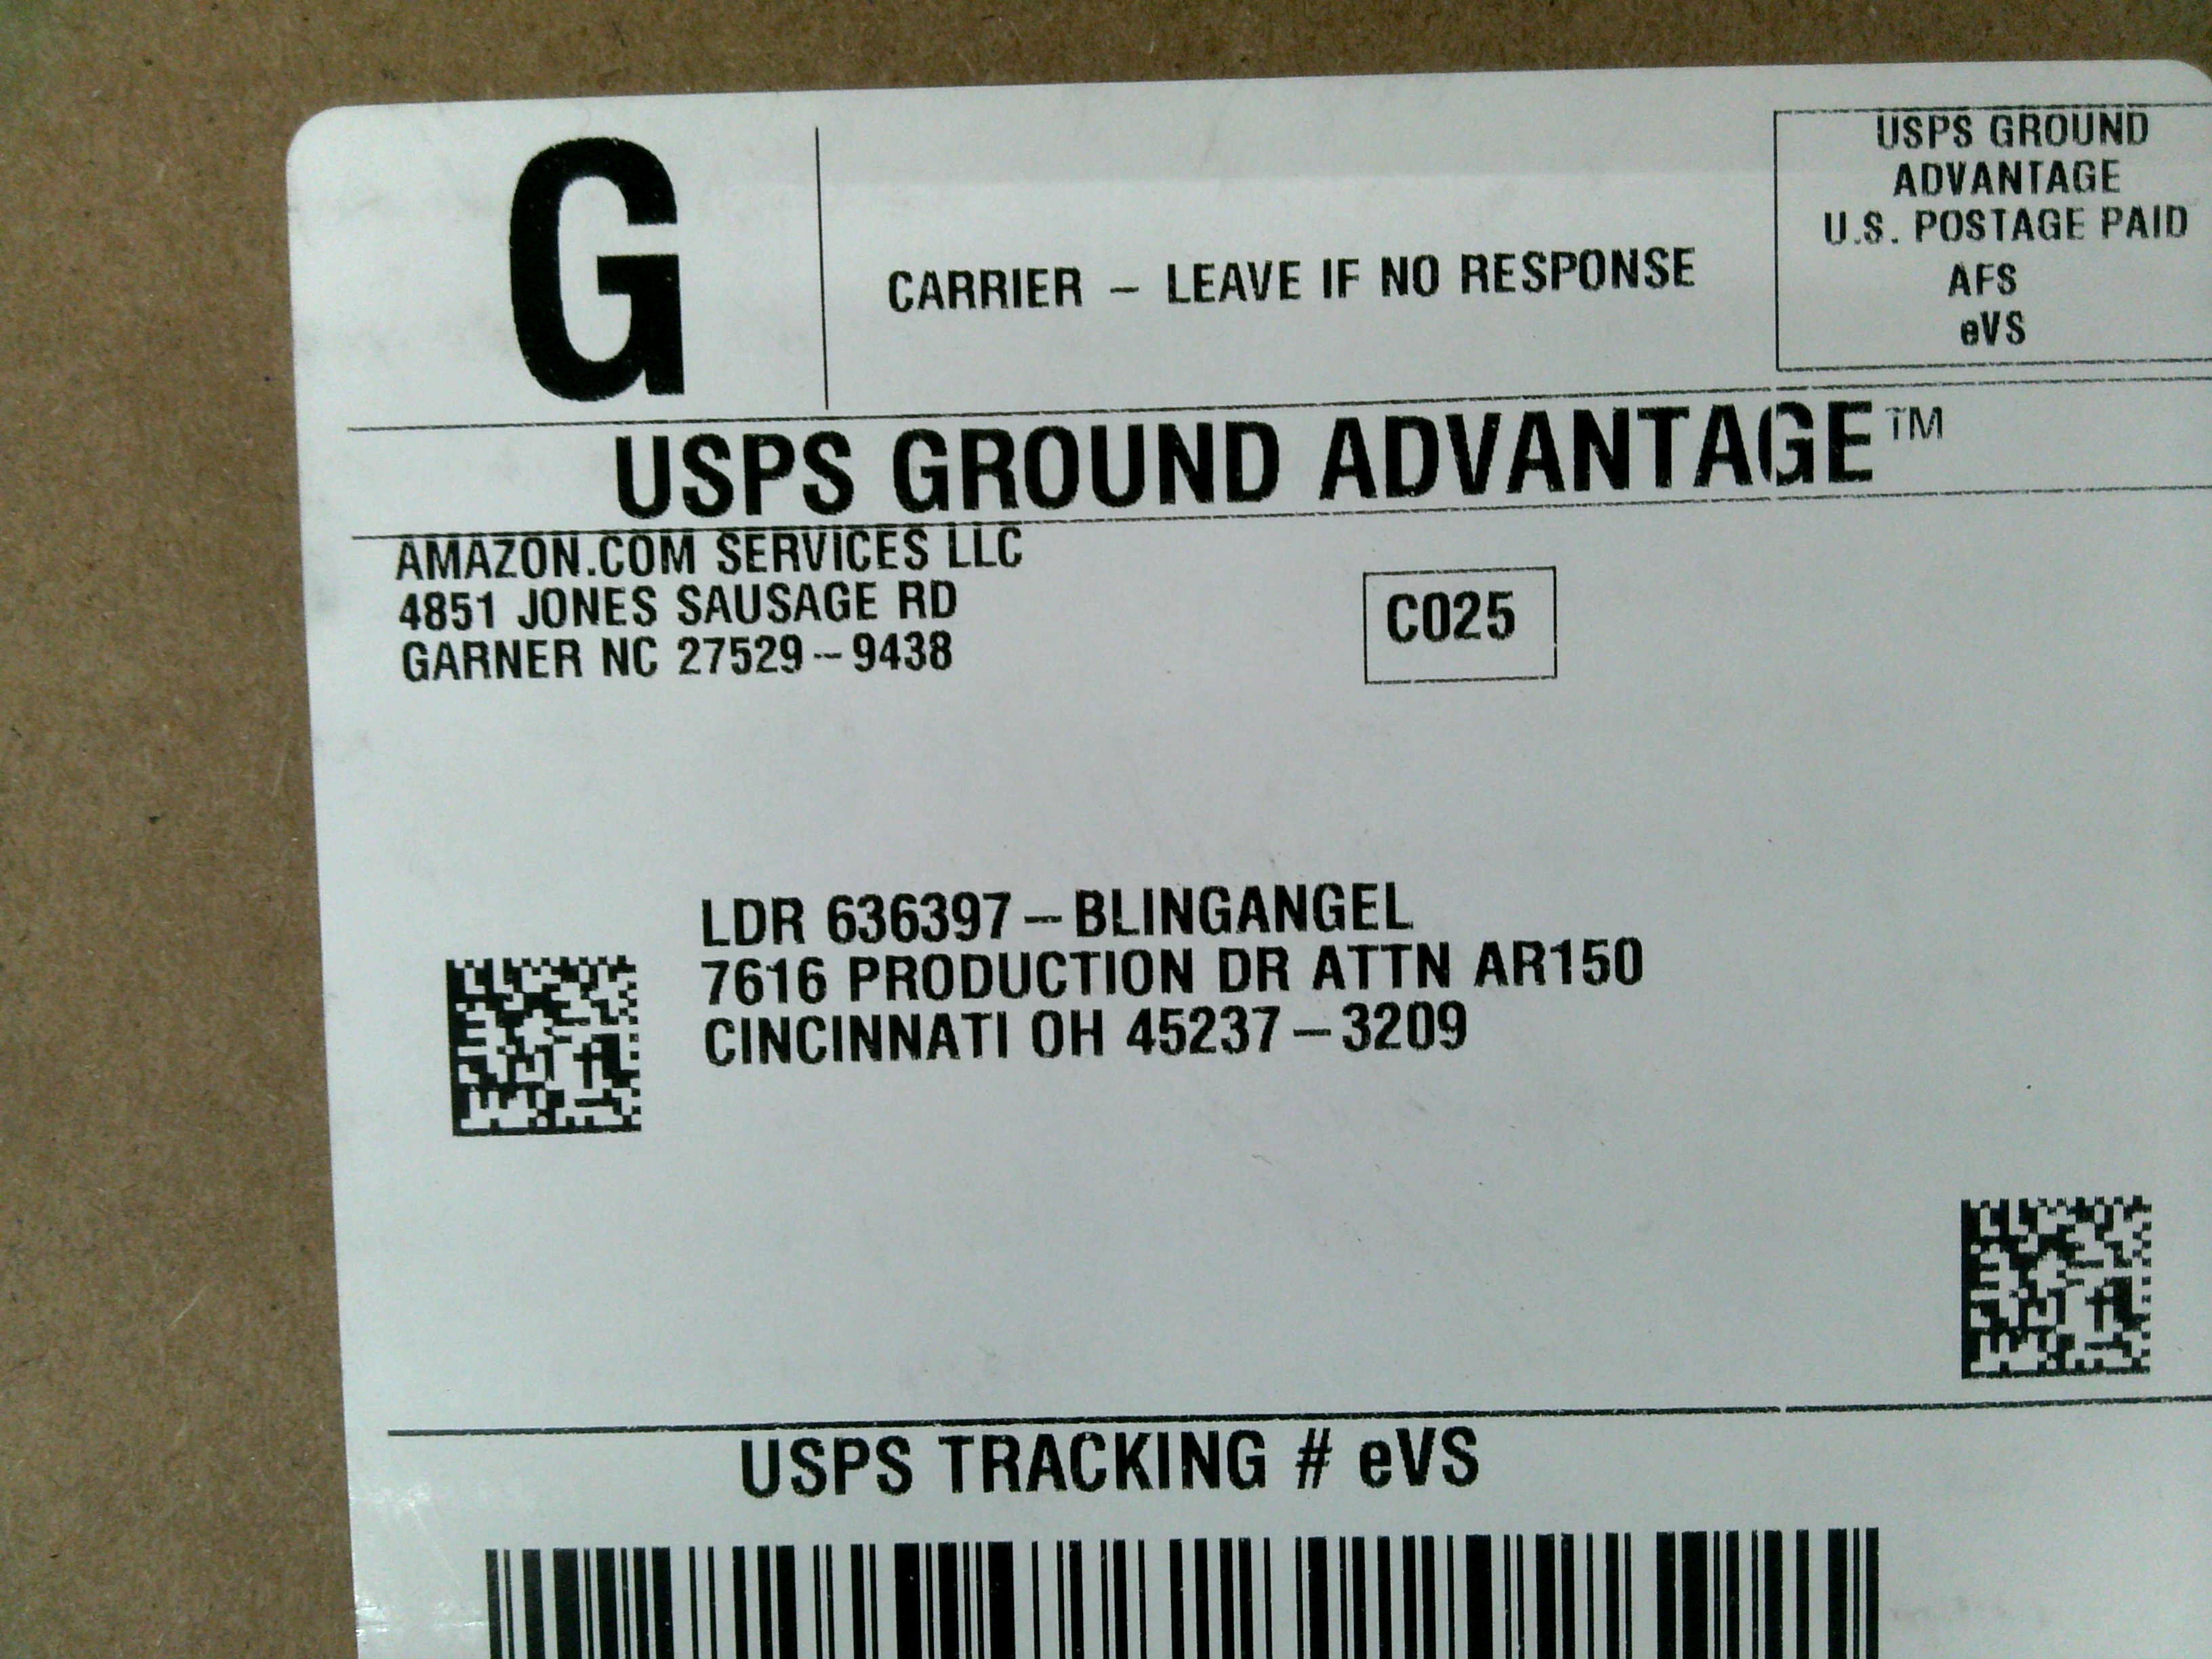 G
CARRIER – LEAVE IF NO RESPONSE
USPS GROUND
ADVANTAGE
U.S. POSTAGE PAID
AFS
eVS
USPS GROUND ADVANTAGE™
AMAZON.COM SERVICES LLC
4851 JONES SAUSAGE RD
GARNER NC 27529-9438
C025
LDR 636397-BLINGANGEL
7616 PRODUCTION DR ATTN AR150
CINCINNATI OH 45237-3209
USPS TRACKING # eVS